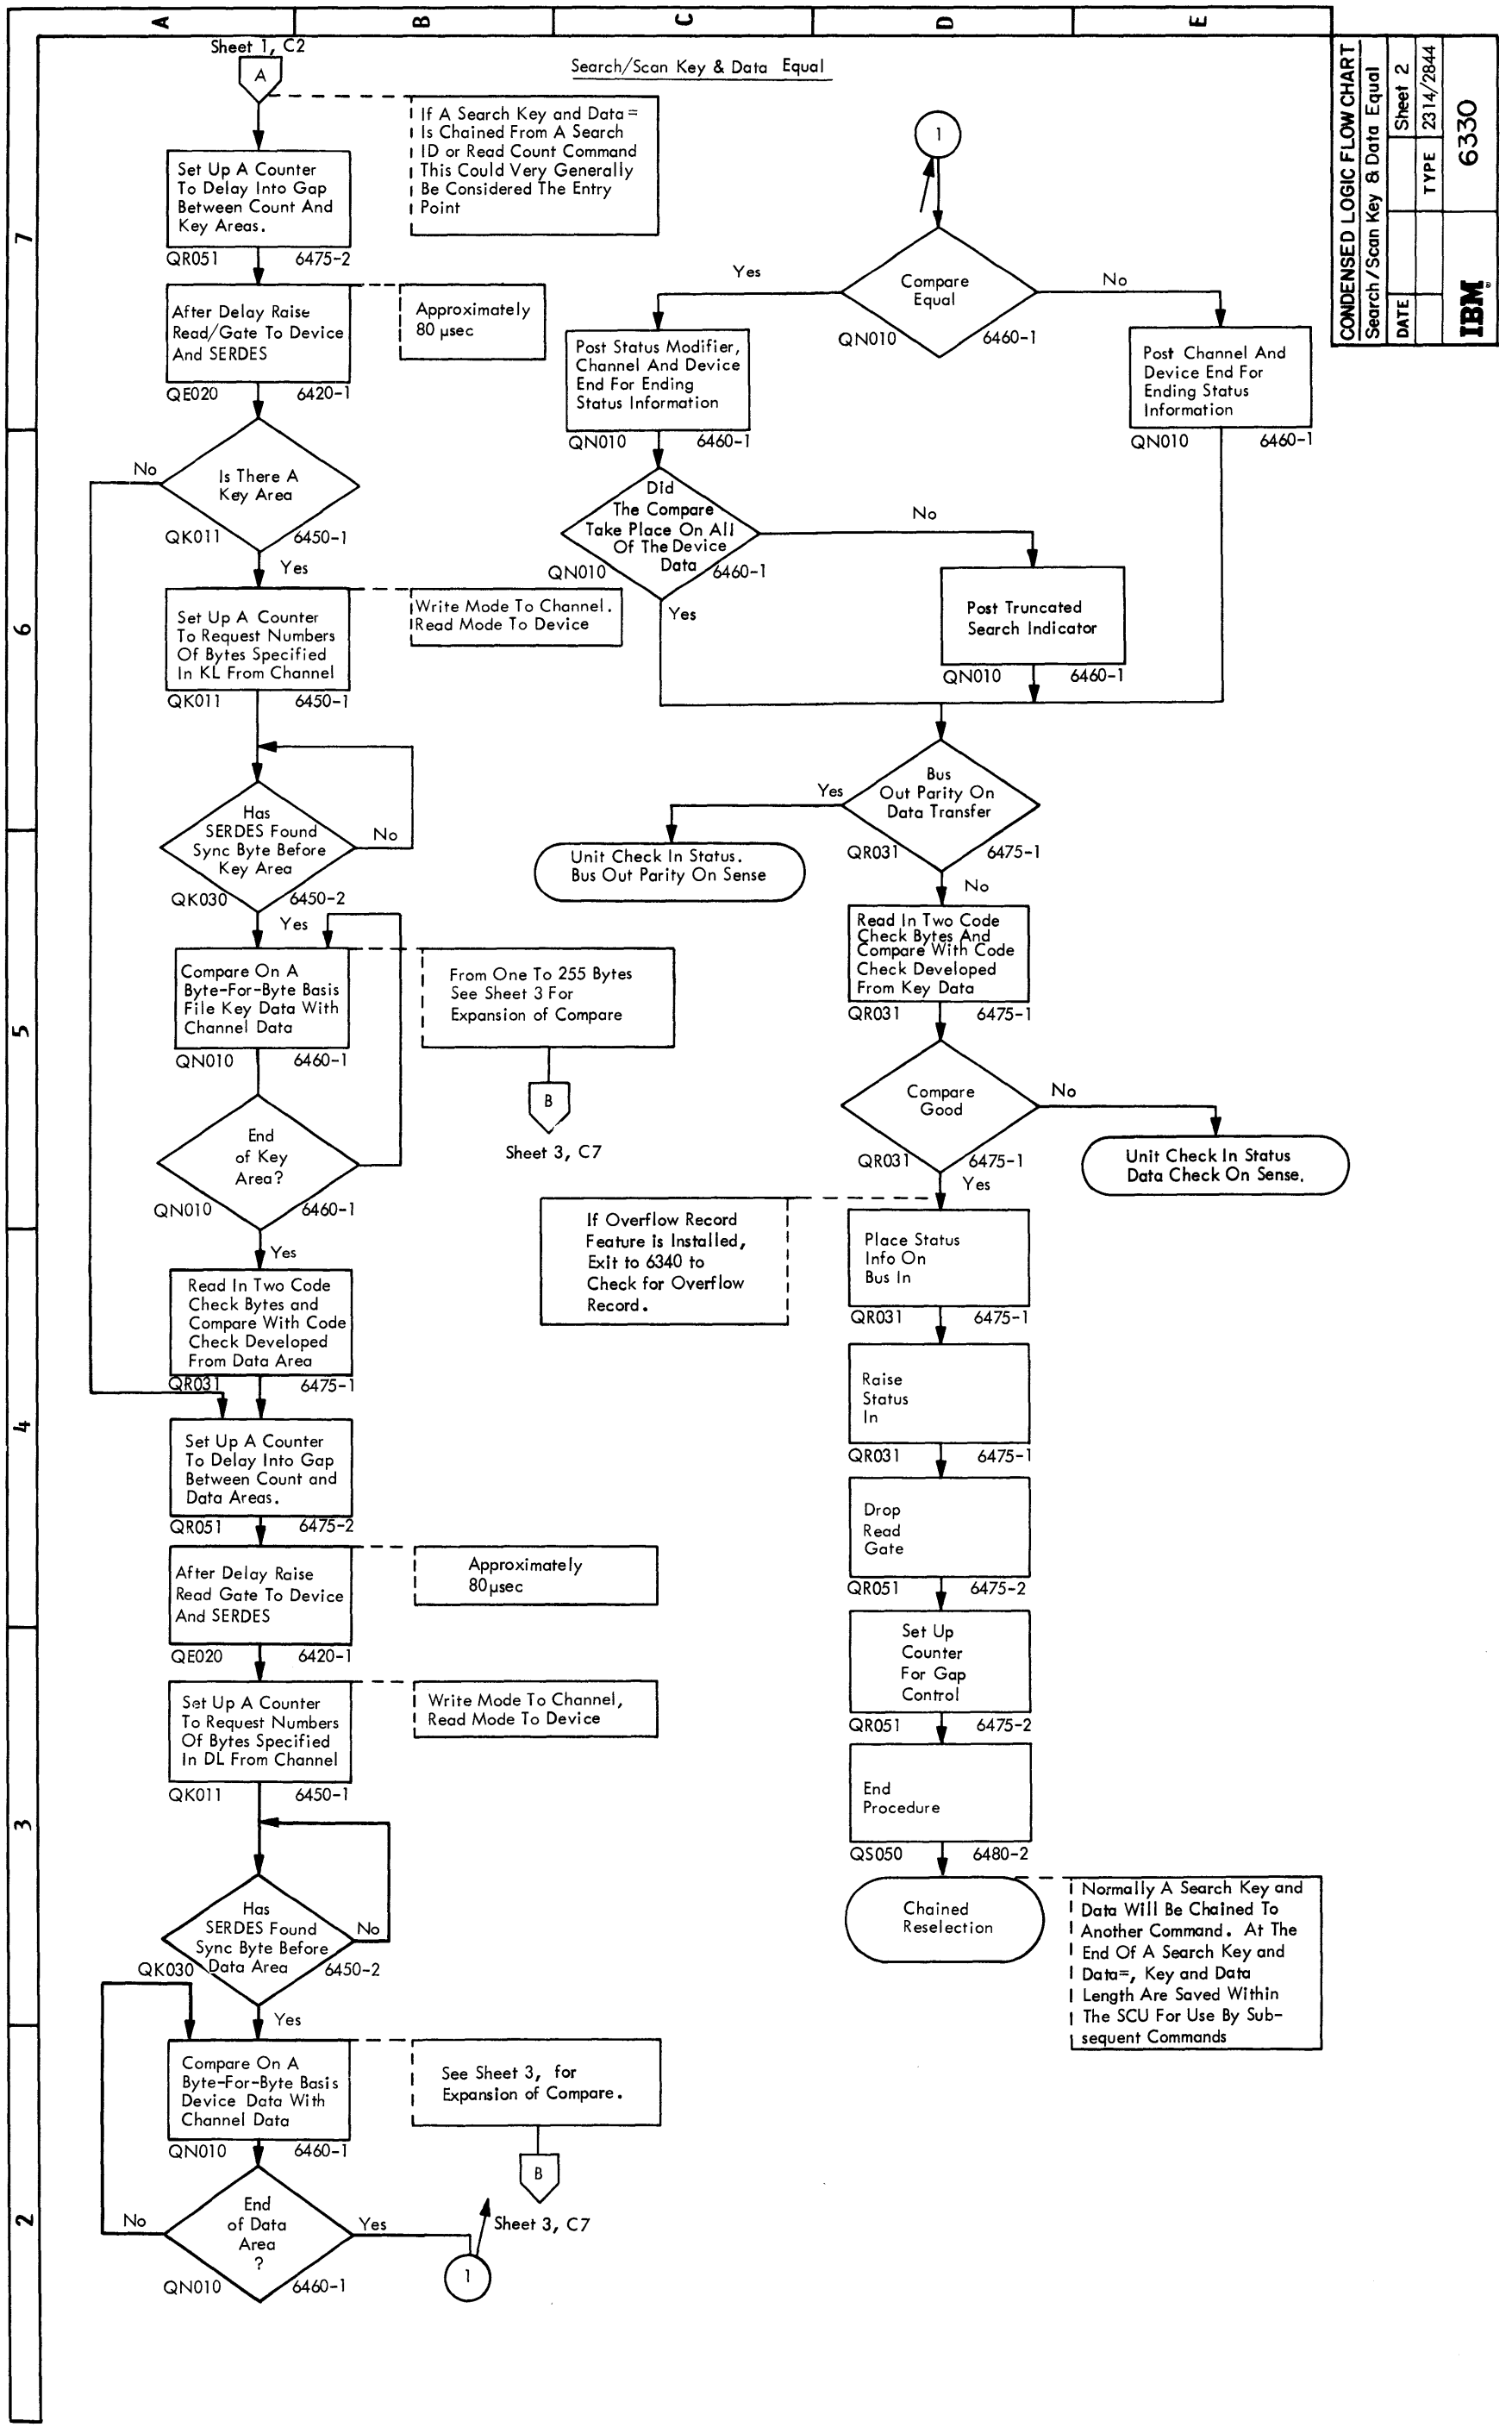 A
B
C
D
E
CONDENSED LOGIC FLOW CHART
Search/Scan Key & Data Equal
DATE
Sheet 2
TYPE
2314/2844
IBM®
6330
Search/Scan Key & Data Equal
7
6
5
4
3
2
Sheet 1, C2
A
If A Search Key and Data=
Is Chained From A Search
ID or Read Count Command
This Could Very Generally
Be Considered The Entry
Point
Set Up A Counter
To Delay Into Gap
Between Count And
Key Areas.
QR051 6475-2
After Delay Raise
Read/Gate To Device
And SERDES
QE020 6420-1
Approximately
80 μsec
Is There A
Key Area
No
QK011 6450-1
Yes
Set Up A Counter
To Request Numbers
Of Bytes Specified
In KL From Channel
QK011 6450-1
Write Mode To Channel.
Read Mode To Device
Has
SERDES Found
Sync Byte Before
Key Area
No
QK030 6450-2
Yes
Compare On A
Byte-For-Byte Basis
File Key Data With
Channel Data
QN010 6460-1
From One To 255 Bytes
See Sheet 3 For
Expansion of Compare
B
Sheet 3, C7
End
of Key
Area?
QN010 6460-1
Yes
Read In Two Code
Check Bytes and
Compare With Code
Check Developed
From Data Area
QR031 6475-1
Set Up A Counter
To Delay Into Gap
Between Count and
Data Areas.
QR051 6475-2
After Delay Raise
Read Gate To Device
And SERDES
QE020 6420-1
Approximately
80μsec
Set Up A Counter
To Request Numbers
Of Bytes Specified
In DL From Channel
QK011 6450-1
Write Mode To Channel,
Read Mode To Device
Has
SERDES Found
Sync Byte Before
Data Area
No
QK030 6450-2
Yes
Compare On A
Byte-For-Byte Basis
Device Data With
Channel Data
QN010 6460-1
See Sheet 3, for
Expansion of Compare.
B
Sheet 3, C7
End
of Data
Area
?
No
Yes
QN010 6460-1
1
1
Compare
Equal
Yes
No
QN010 6460-1
Post Status Modifier,
Channel And Device
End For Ending
Status Information
QN010 6460-1
Post Channel And
Device End For
Ending Status
Information
QN010 6460-1
Did
The Compare
Take Place On All
Of The Device
Data
No
QN010 6460-1
Yes
Post Truncated
Search Indicator
QN010 6460-1
Bus
Out Parity On
Data Transfer
Yes
QR031 6475-1
No
Unit Check In Status.
Bus Out Parity On Sense
Read In Two Code
Check Bytes And
Compare With Code
Check Developed
From Key Data
QR031 6475-1
Compare
Good
No
QR031 6475-1
Yes
Unit Check In Status
Data Check On Sense.
If Overflow Record
Feature is Installed,
Exit to 6340 to
Check for Overflow
Record.
Place Status
Info On
Bus In
QR031 6475-1
Raise
Status
In
QR031 6475-1
Drop
Read
Gate
QR051 6475-2
Set Up
Counter
For Gap
Control
QR051 6475-2
End
Procedure
QS050 6480-2
Chained
Reselection
Normally A Search Key and
Data Will Be Chained To
Another Command. At The
End Of A Search Key and
Data=, Key and Data
Length Are Saved Within
The SCU For Use By Sub-
sequent Commands